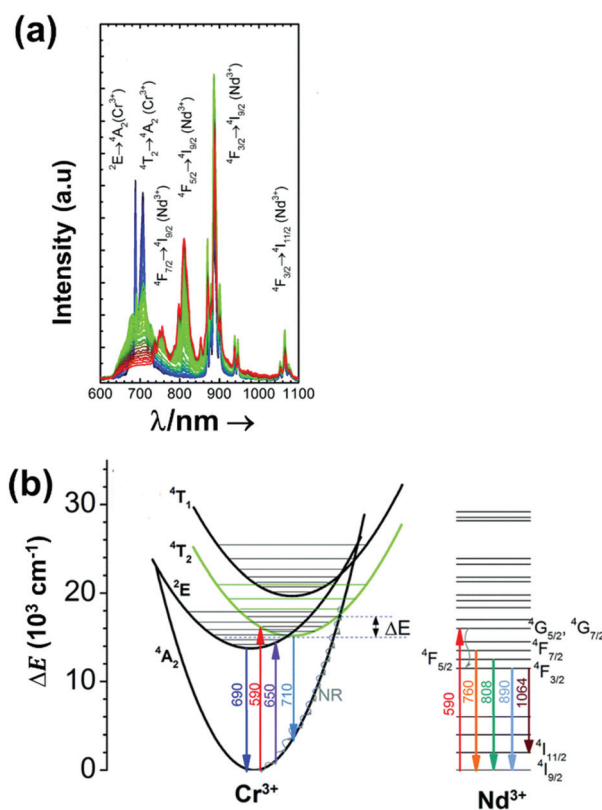 (a)
Intensity (a.u)
²E→⁴A₂(Cr³⁺)
⁴T₂→⁴A₂ (Cr³⁺)
⁴F₇/₂→⁴I₉/₂ (Nd³⁺)
⁴F₅/₂→⁴I₉/₂ (Nd³⁺)
⁴F₃/₂→⁴I₉/₂ (Nd³⁺)
⁴F₃/₂→⁴I₁₁/₂ (Nd³⁺)
600 700 800 900 1000 1100
λ/nm →
(b)
ΔE (10³ cm⁻¹)
30
20
10
0
⁴T₁
⁴T₂
²E
⁴A₂
ΔE
690 590 650 710 NR
Cr³⁺
⁴G₅/₂, ⁴G₇/₂
⁴F₇/₂
⁴F₅/₂ ⁴F₃/₂
590 760 808 890 1064
⁴I₁₁/₂
⁴I₉/₂
Nd³⁺